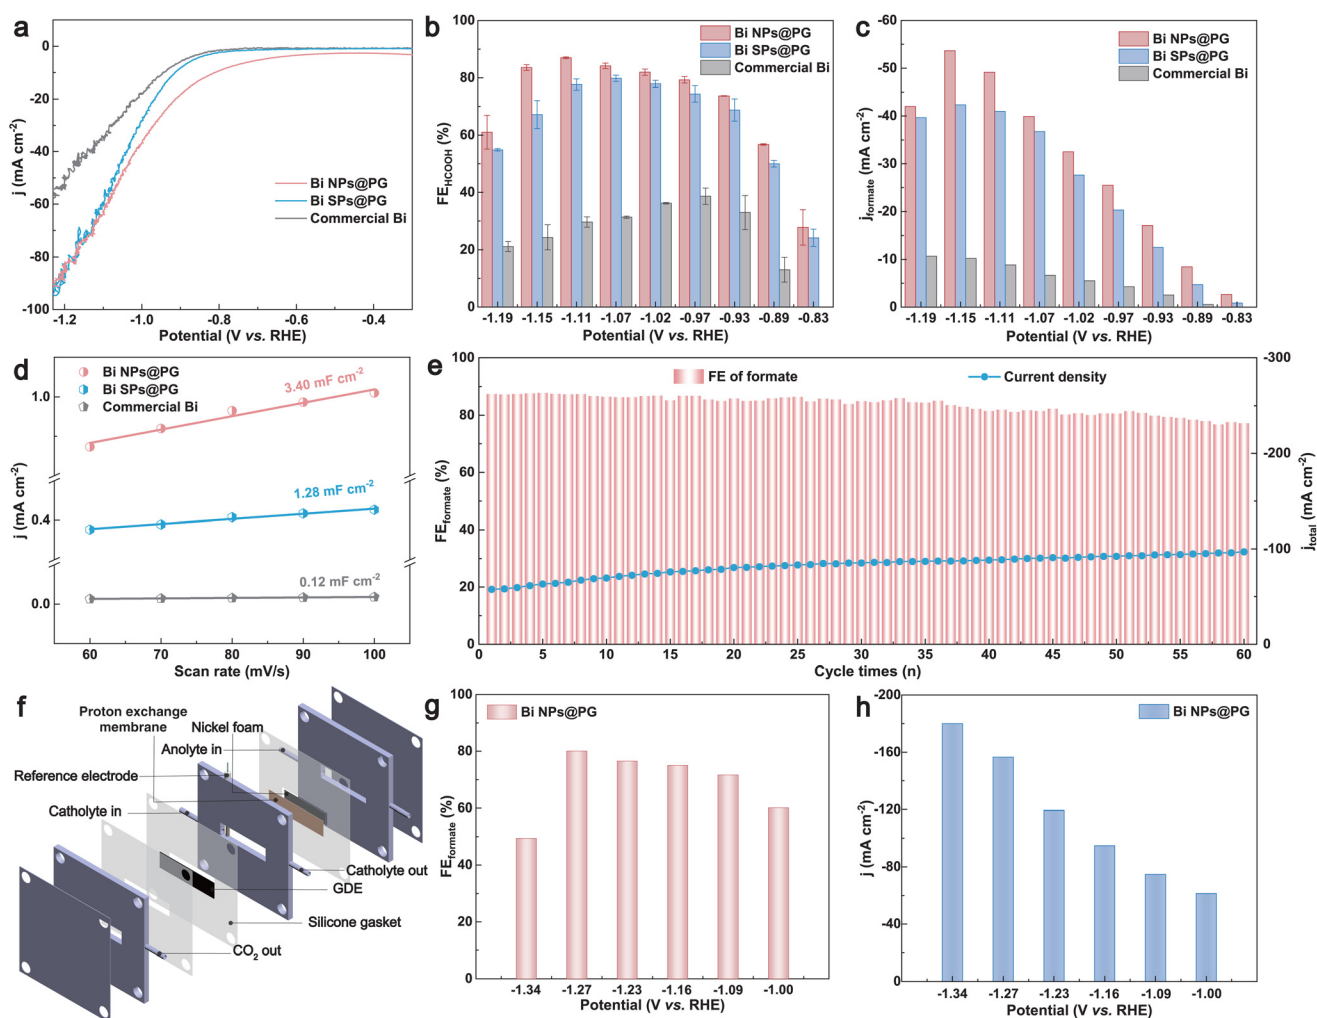 a
0
-20
-40
-60
-80
-100
j (mA cm⁻²)
Bi NPs@PG
Bi SPs@PG
Commercial Bi
-1.2
-1.0
-0.8
-0.6
-0.4
Potential (V vs. RHE)
b
100
80
60
40
20
0
FE_HCOOH (%)
Bi NPs@PG
Bi SPs@PG
Commercial Bi
-1.19
-1.15
-1.11
-1.07
-1.02
-0.97
-0.93
-0.89
-0.83
Potential (V vs. RHE)
c
-60
-50
-40
-30
-20
-10
0
j_formate (mA cm⁻²)
Bi NPs@PG
Bi SPs@PG
Commercial Bi
-1.19
-1.15
-1.11
-1.07
-1.02
-0.97
-0.93
-0.89
-0.83
Potential (V vs. RHE)
d
1.0
0.4
0.0
j (mA cm⁻²)
Bi NPs@PG
Bi SPs@PG
Commercial Bi
3.40 mF cm⁻²
1.28 mF cm⁻²
0.12 mF cm⁻²
60
70
80
90
100
Scan rate (mV/s)
e
100
80
60
40
20
0
FE_formate (%)
FE of formate
Current density
-300
-200
-100
0
j_total (mA cm⁻²)
0
5
10
15
20
25
30
35
40
45
50
55
60
Cycle times (n)
f
Proton exchange
membrane
Nickel foam
Anolyte in
Reference electrode
Catholyte in
Catholyte out
GDE
Silicone gasket
CO₂ out
g
100
80
60
40
20
0
FE_formate (%)
Bi NPs@PG
-1.34
-1.27
-1.23
-1.16
-1.09
-1.00
Potential (V vs. RHE)
h
-200
-160
-120
-80
-40
0
j (mA cm⁻²)
Bi NPs@PG
-1.34
-1.27
-1.23
-1.16
-1.09
-1.00
Potential (V vs. RHE)